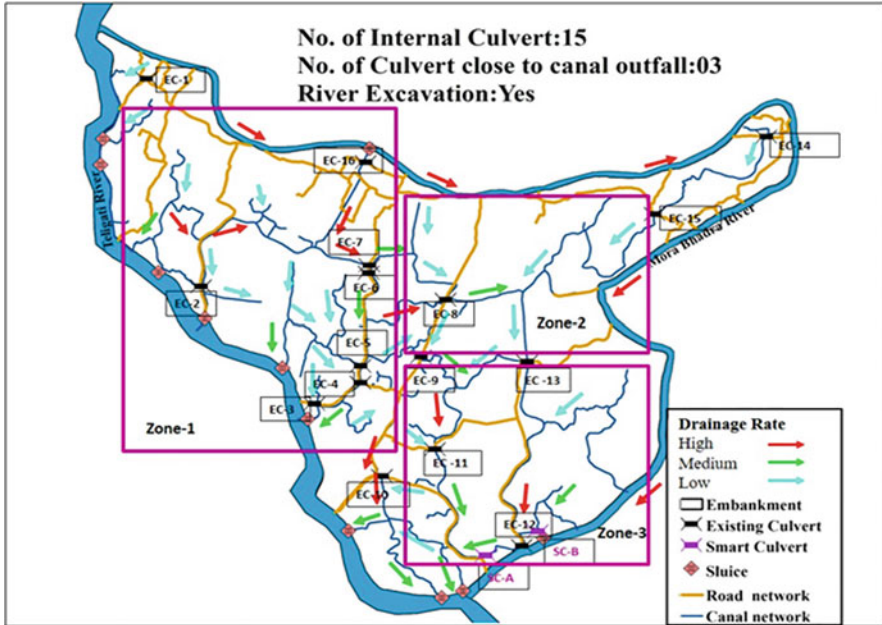 No. of Internal Culvert:15
No. of Culvert close to canal outfall:03
River Excavation:Yes
EC-1
EC-14
EC-16
Teligati River
EC-15
Mora Bhadra River
EC-7
EC-6
EC-2
EC-8
Zone-2
EC-5
EC-9
EC -13
EC-4
EC-3
Zone-1
EC -11
EC-10
EC-12
Zone-3
SC-B
SC-A
Drainage Rate
High
Medium
Low
Embankment
Existing Culvert
Smart Culvert
Sluice
Road network
Canal network